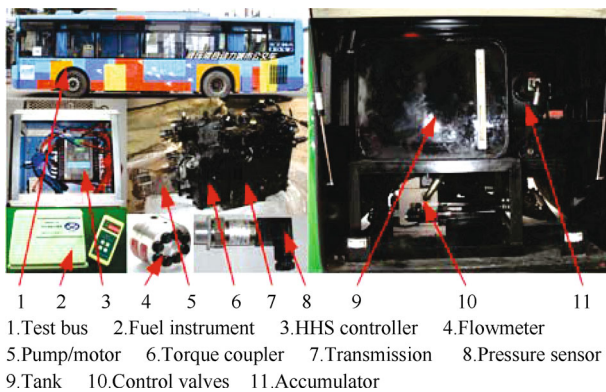 1 2 3 4 5 6 7 8 9 10 11
1.Test bus 2.Fuel instrument 3.HHS controller 4.Flowmeter
5.Pump/motor 6.Torque coupler 7.Transmission 8.Pressure sensor
9.Tank 10.Control valves 11.Accumulator